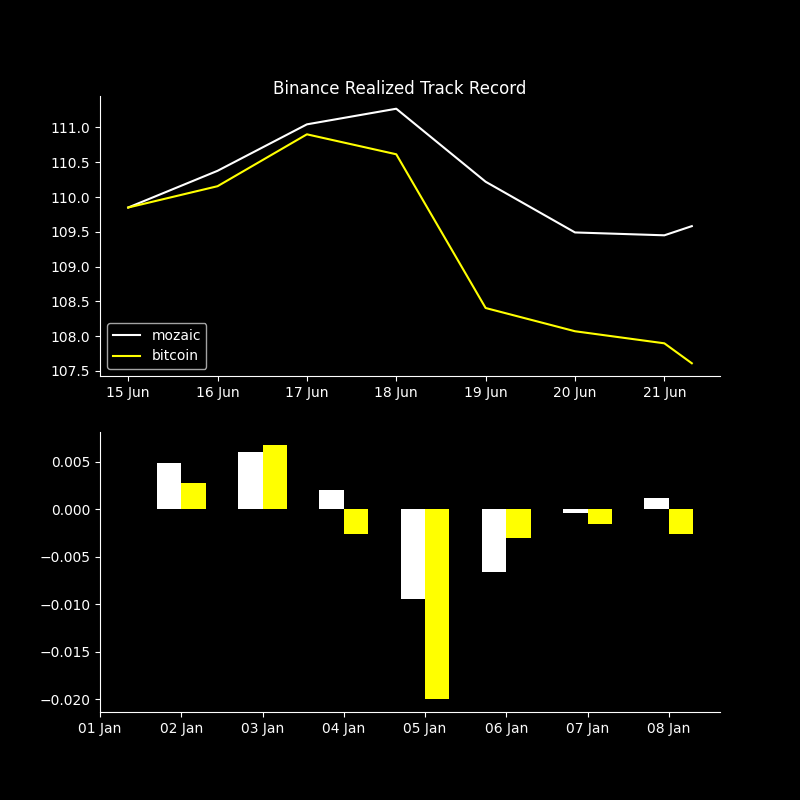 Binance Realized Track Record
111.0
110.5
110.0
109.5
109.0
108.5
108.0
107.5
mozaic
bitcoin
15 Jun 16 Jun 17 Jun 18 Jun 19 Jun 20 Jun 21 Jun
0.005
0.000
−0.005
−0.010
−0.015
−0.020
01 Jan 02 Jan 03 Jan 04 Jan 05 Jan 06 Jan 07 Jan 08 Jan